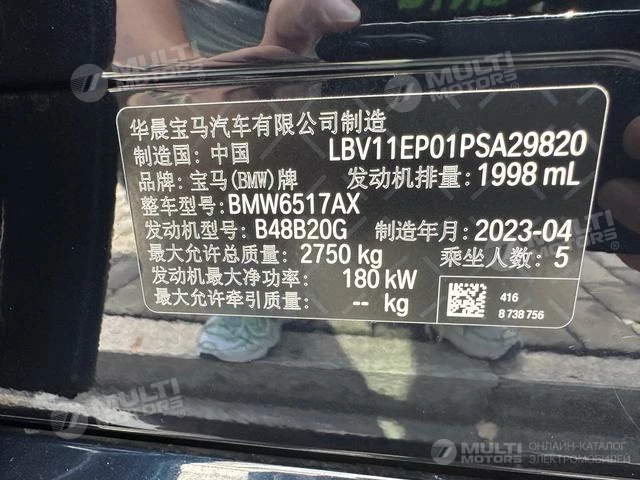 华晨宝马汽车有限公司制造
制造国: 中国 LBV11EP01PSA29820
品牌: 宝马(BMW)牌 发动机排量: 1998 mL
整车型号: BMW6517AX
发动机型号: B48B20G 制造年月: 2023-04
最大允许总质量: 2750 kg 乘坐人数: 5
发动机最大净功率: 180 kW
最大允许牵引质量: -- kg
416
8 738 756
MULTI MOTORS®
MULTI MOTORS®
MULTI MOTORS
MULTI MOTORS
MULTI MOTORS
ОНЛАЙН-КАТАЛОГ
ЭЛЕКТРОМОБИЛЕЙ